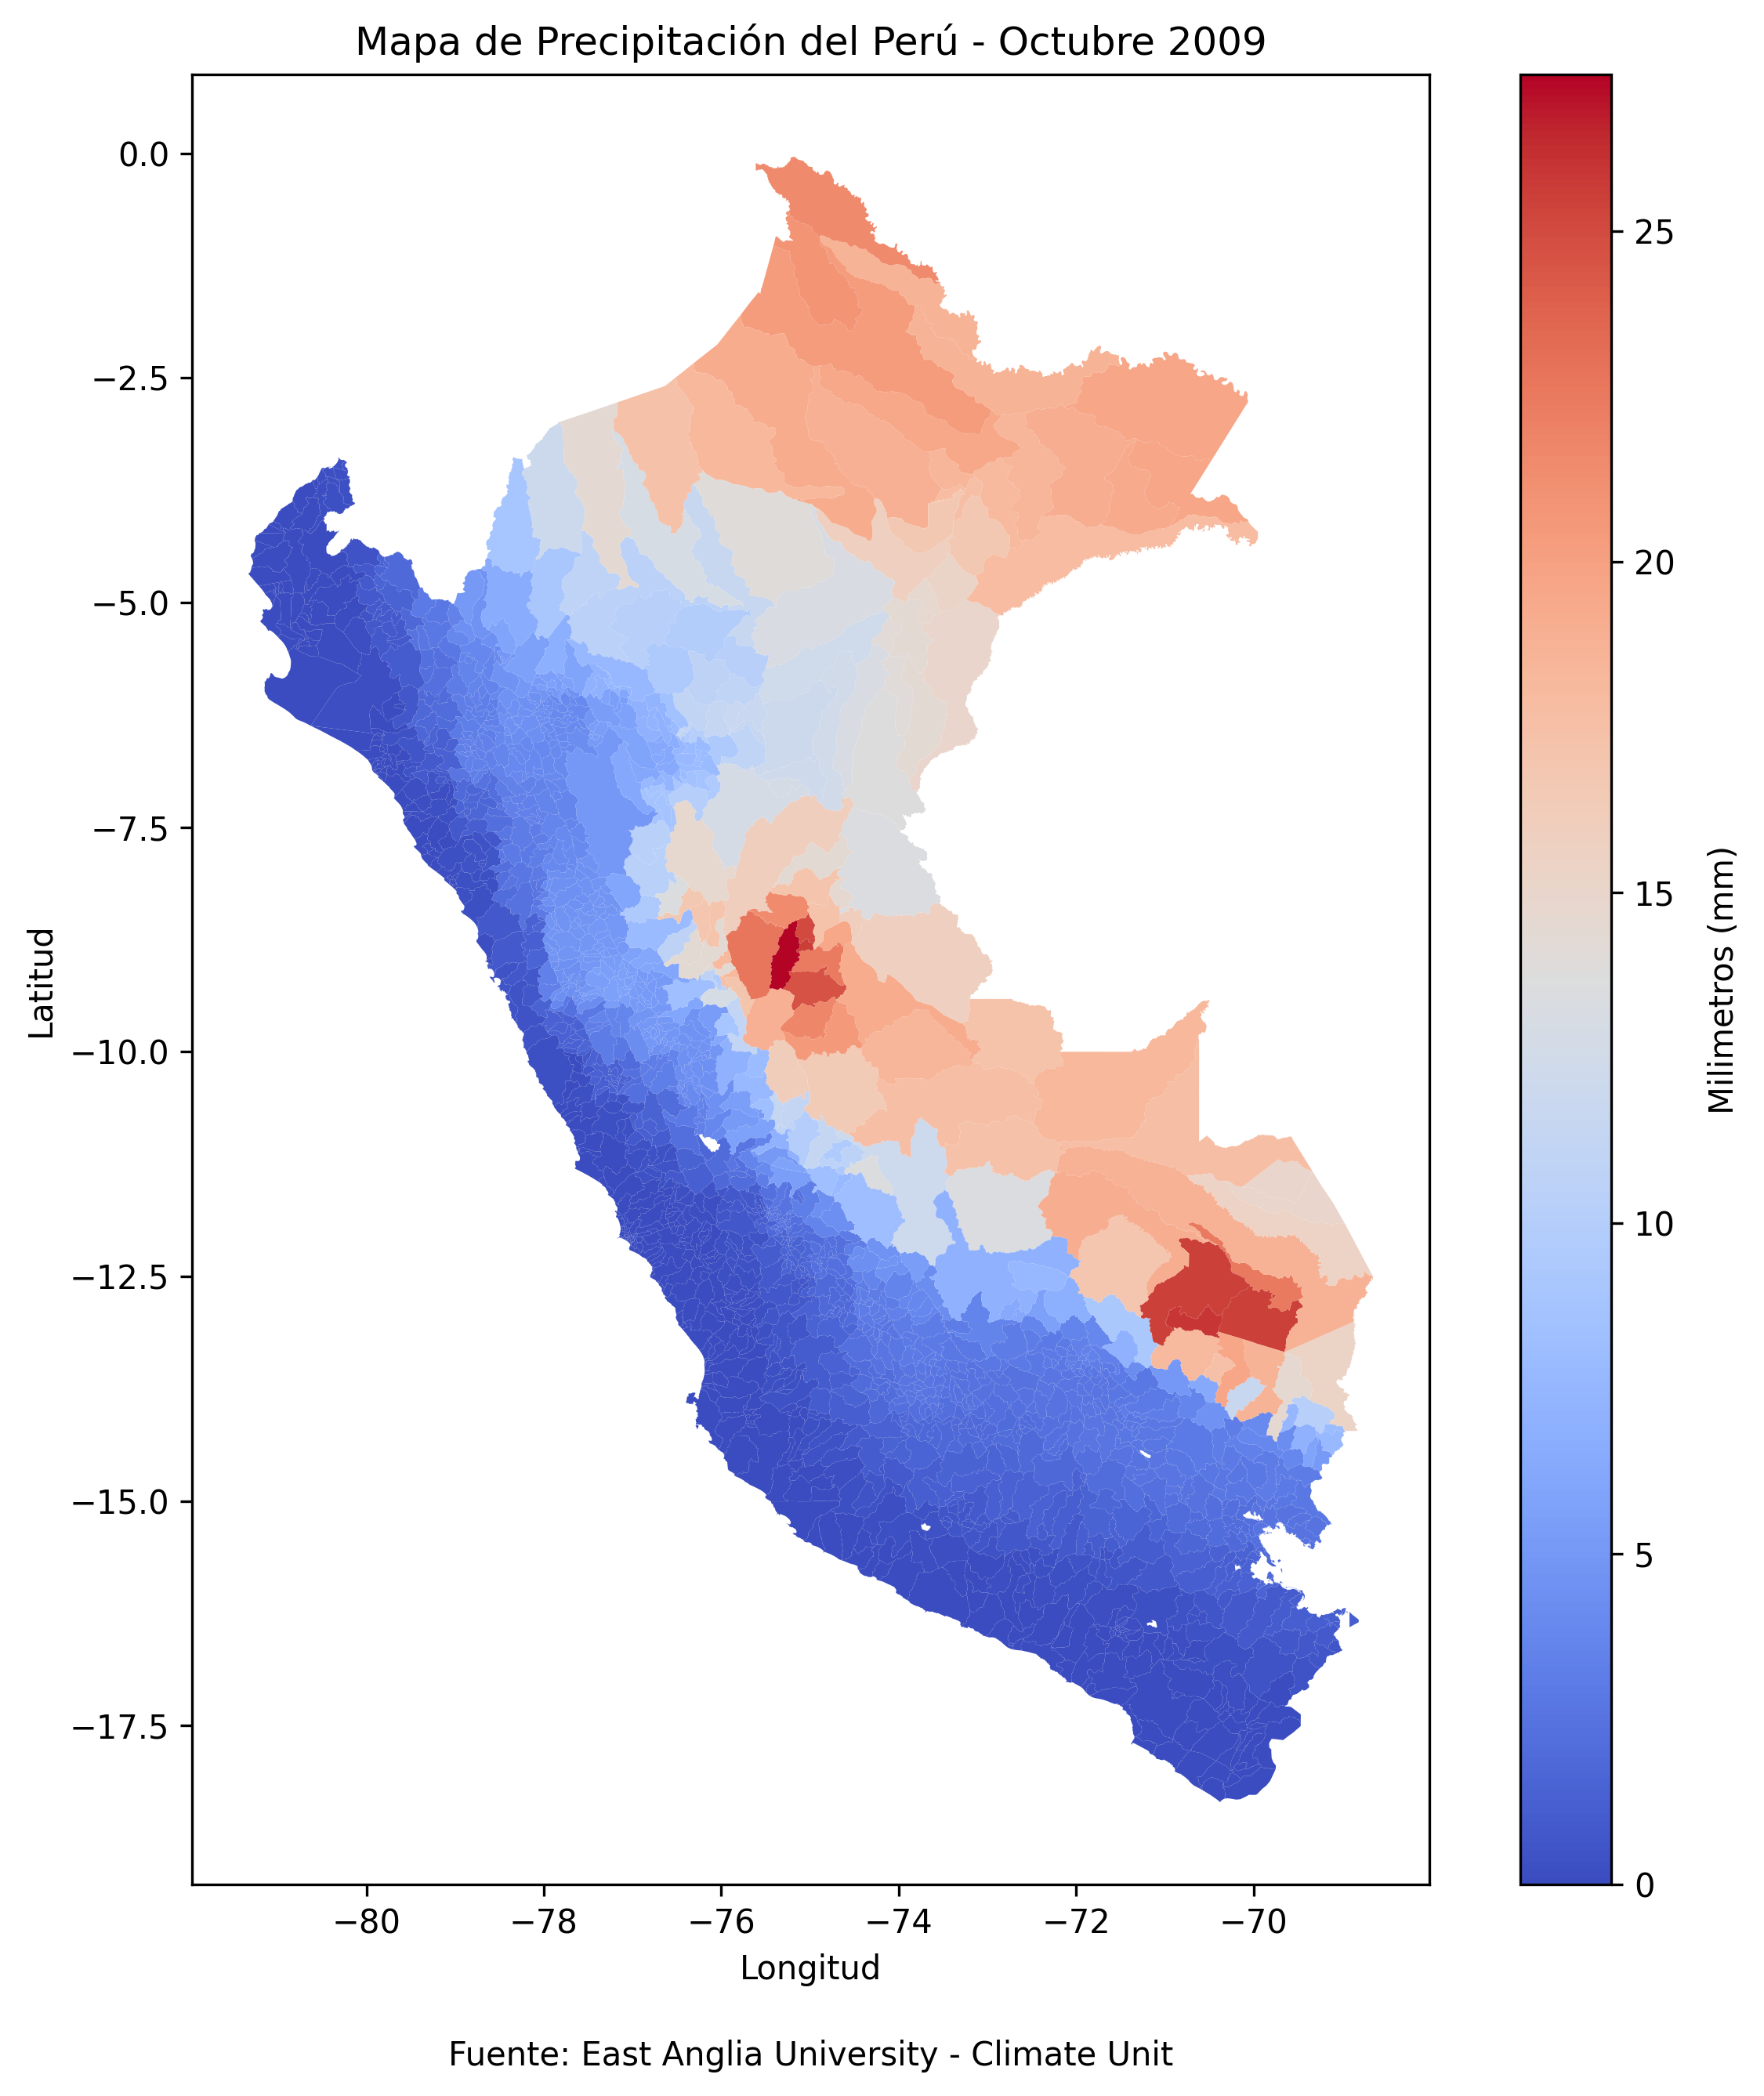 Mapa de Precipitación del Perú - Octubre 2009
0.0
−2.5
−5.0
−7.5
−10.0
−12.5
−15.0
−17.5
Latitud
−80 −78 −76 −74 −72 −70
Longitud
25
20
15
10
5
0
Milimetros (mm)
Fuente: East Anglia University - Climate Unit